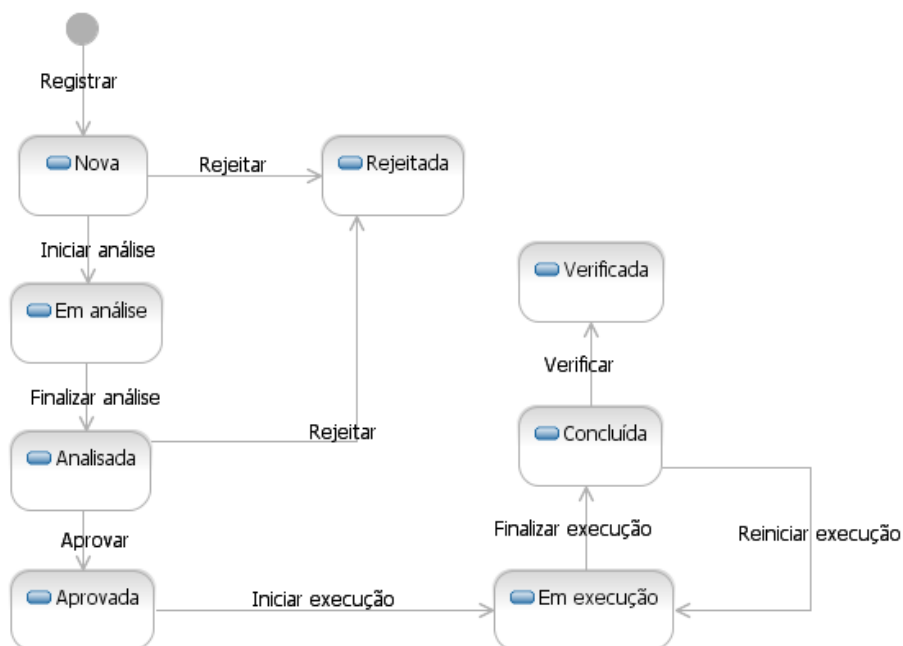 Registrar
Nova
Rejeitar
Rejeitada
Iniciar análise
Verificada
Em análise
Verificar
Finalizar análise
Concluída
Rejeitar
Analisada
Finalizar execução
Reiniciar execução
Aprovar
Aprovada
Iniciar execução
Em execução